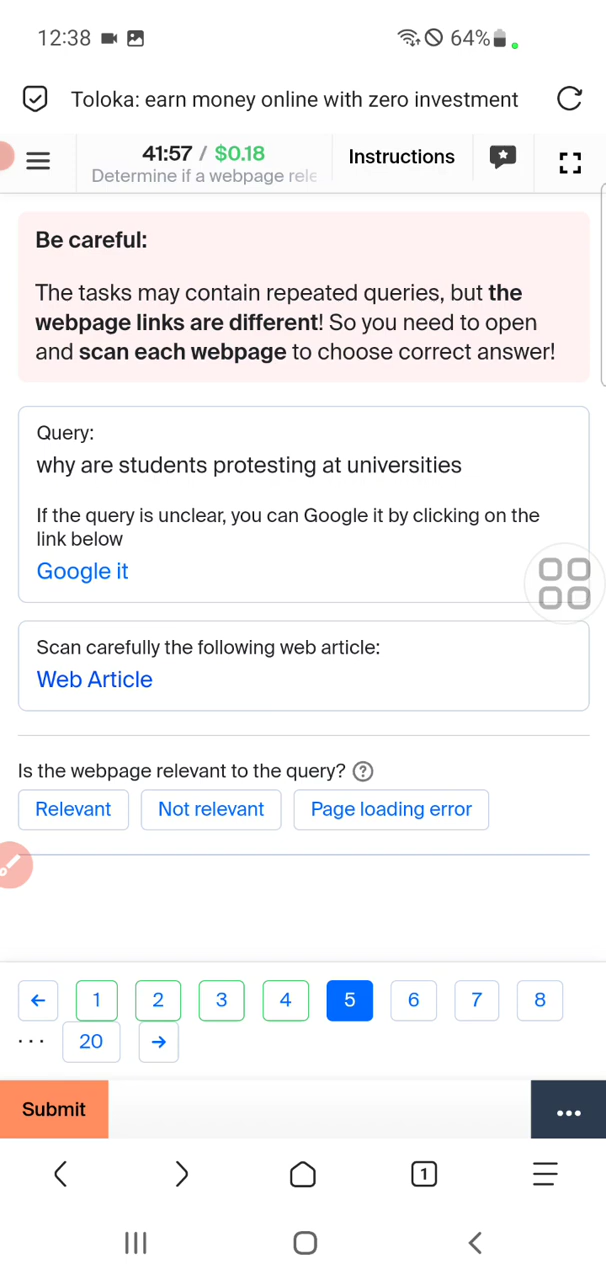 12:38
64%
Toloka: earn money online with zero investment
41:57 / $0.18
Determine if a webpage rele
Instructions
Be careful:
The tasks may contain repeated queries, but the
webpage links are different! So you need to open
and scan each webpage to choose correct answer!
Query:
why are students protesting at universities
If the query is unclear, you can Google it by clicking on the
link below
Google it
Scan carefully the following web article:
Web Article
Is the webpage relevant to the query? ?
Relevant Not relevant Page loading error
← 1 2 3 4 5 6 7 8
... 20 →
Submit
...
1